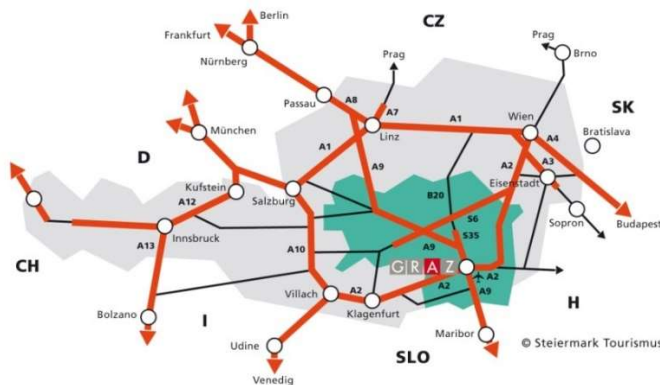 Berlin
Frankfurt
CZ
Nürnberg
Prag
Prag
Brno
Passau
A8
A7
SK
München
Linz
A1
Wien
A4
Bratislava
D
A1
A9
A2
A3
Kufstein
Eisenstadt
A12
Salzburg
B20
S6
Sopron
Innsbruck
S35
Budapest
A13
A10
A9
CH
GRAZ
A2
A2
A9
Villach
A2
H
Bolzano
I
Klagenfurt
Udine
Maribor
© Steiermark Tourismus
SLO
Venedig